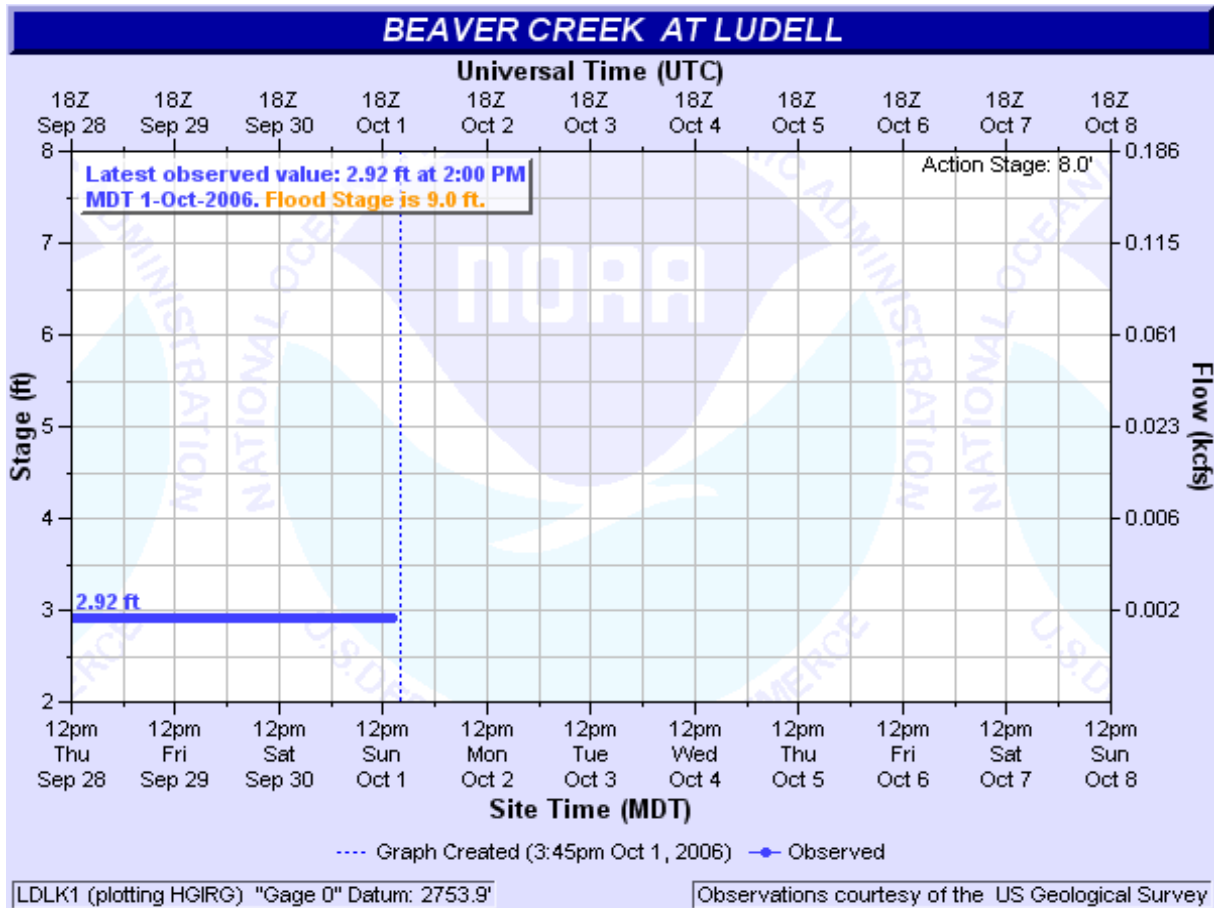 BEAVER CREEK AT LUDELL
Universal Time (UTC)
18Z 18Z 18Z 18Z 18Z 18Z 18Z 18Z 18Z 18Z 18Z
Sep 28 Sep 29 Sep 30 Oct 1 Oct 2 Oct 3 Oct 4 Oct 5 Oct 6 Oct 7 Oct 8
Latest observed value: 2.92 ft at 2:00 PM
MDT 1-Oct-2006. Flood Stage is 9.0 ft.
Action Stage: 8.0'
NOAA
Stage (ft)
8
7
6
5
4
3
2
2.92 ft
0.186
0.115
0.061
0.023
0.006
0.002
Flow (kcfs)
12pm 12pm 12pm 12pm 12pm 12pm 12pm 12pm 12pm 12pm 12pm
Thu Fri Sat Sun Mon Tue Wed Thu Fri Sat Sun
Sep 28 Sep 29 Sep 30 Oct 1 Oct 2 Oct 3 Oct 4 Oct 5 Oct 6 Oct 7 Oct 8
Site Time (MDT)
Graph Created (3:45pm Oct 1, 2006) Observed
LDLK1 (plotting HGIRG) "Gage 0" Datum: 2753.9'
Observations courtesy of the US Geological Survey